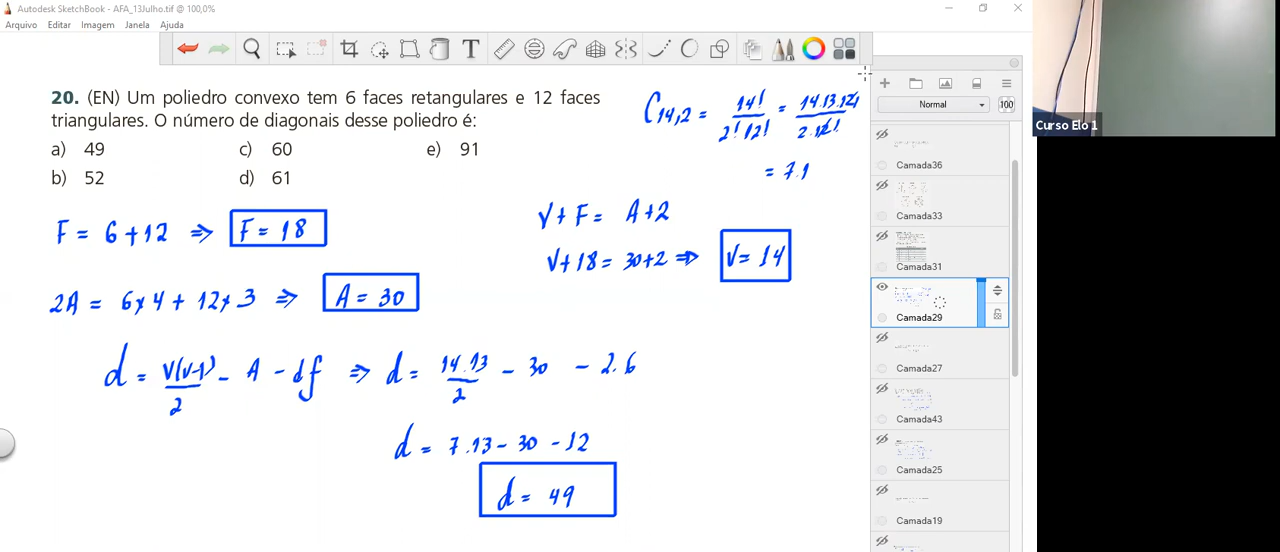 Autodesk SketchBook - AFA_13Julho.tif @ 100,0%
Arquivo Editar Imagem Janela Ajuda
20. (EN) Um poliedro convexo tem 6 faces retangulares e 12 faces
triangulares. O número de diagonais desse poliedro é:
a) 49 c) 60 e) 91
b) 52 d) 61
C14,2 = 14!/2!12! = 14.13.12!/2.12!
= 7.1
F = 6+12 ⇒ F = 18
V + F = A+2
V + 18 = 30+2 ⇒ V = 14
2A = 6x4 + 12x3 ⇒ A = 30
d = V(V-1)/2 - A - df ⇒ d = 14.13/2 - 30 - 2.6
d = 7.13 - 30 - 12
d = 49
Normal 100
Camada36
Camada33
Camada31
Camada29
Camada27
Camada43
Camada25
Camada19
Curso Elo 1